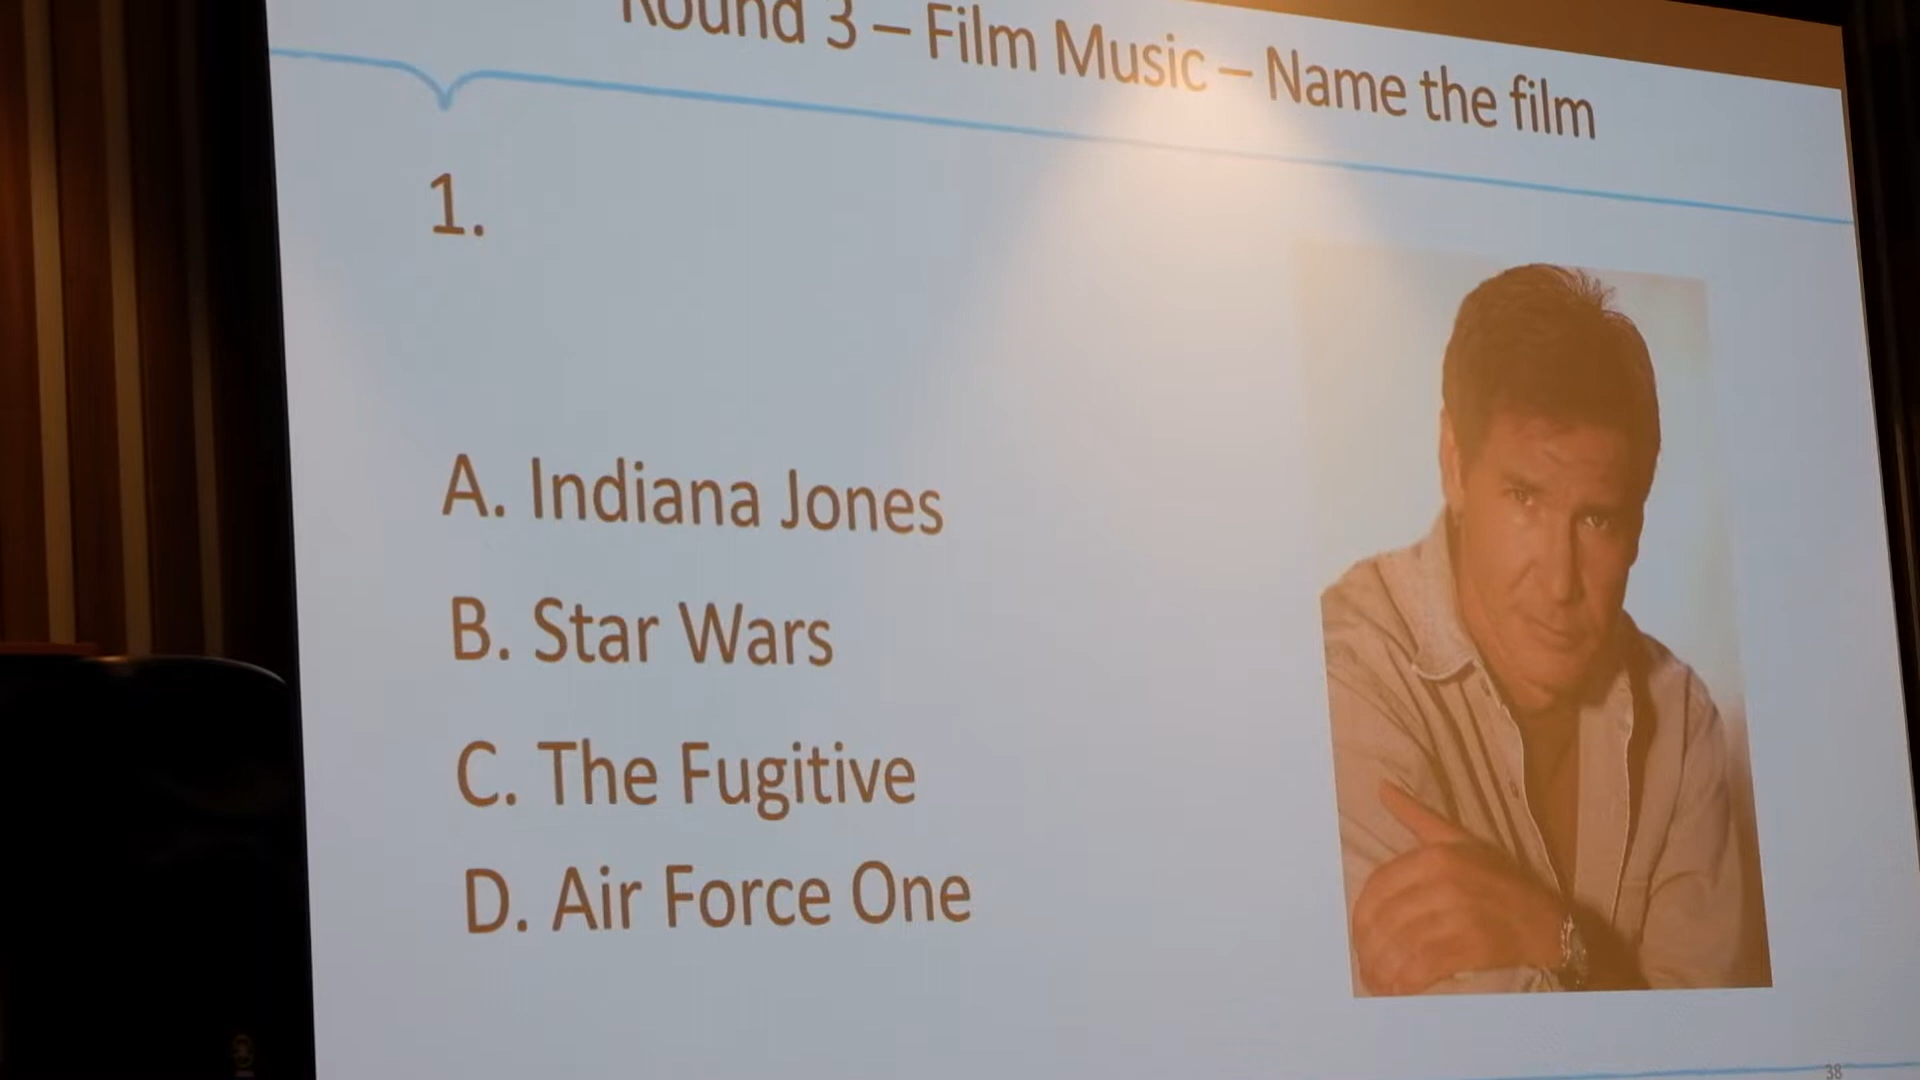 Round 3 – Film Music – Name the film
1.
A. Indiana Jones
B. Star Wars
C. The Fugitive
D. Air Force One
38